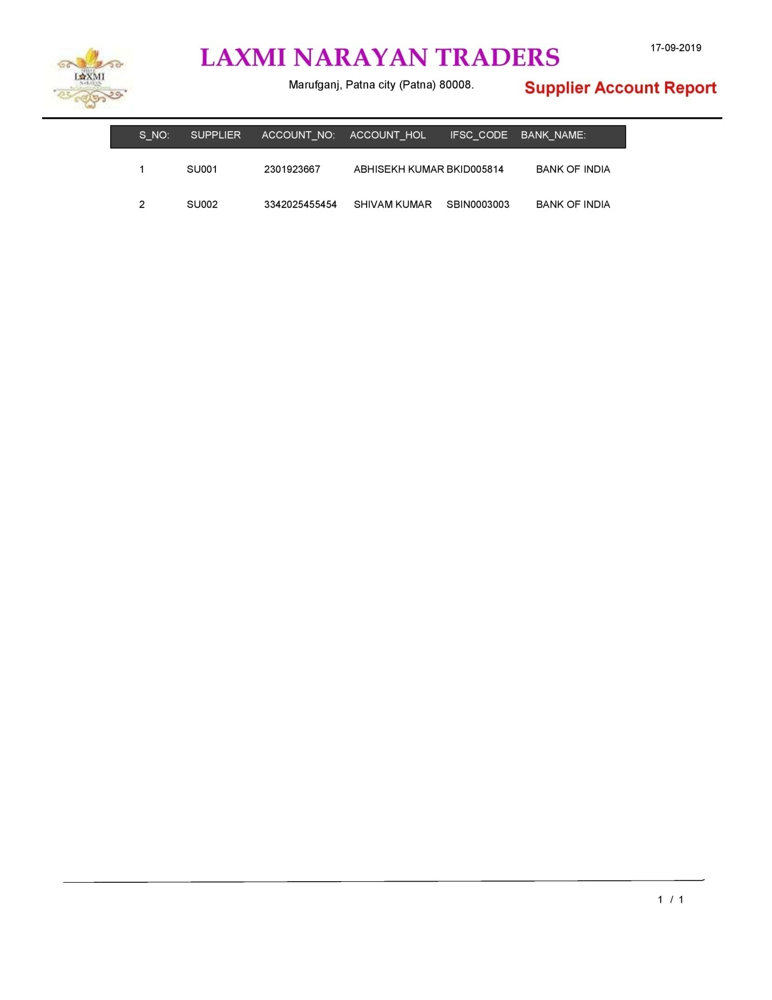 17-09-2019
LAXMI NARAYAN TRADERS
SHREE
LAXMI
NARAYAN
Marufganj, Patna city (Patna) 80008.
Supplier Account Report
S_NO: SUPPLIER ACCOUNT_NO: ACCOUNT_HOL IFSC_CODE BANK_NAME:
1 SU001 2301923667 ABHISEKH KUMAR BKID005814 BANK OF INDIA
2 SU002 3342025455454 SHIVAM KUMAR SBIN0003003 BANK OF INDIA
1 / 1